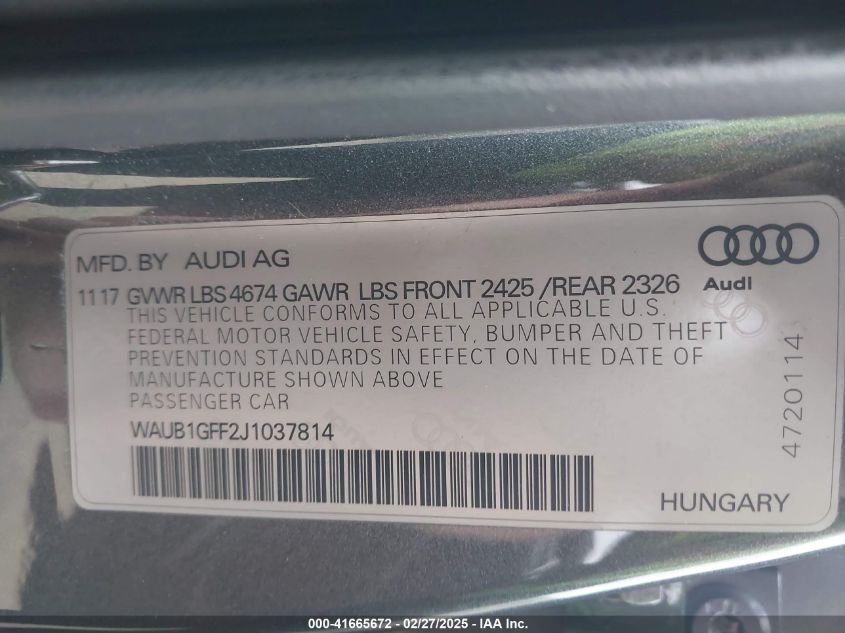 MFD. BY AUDI AG
Audi
11 17 GVWR LBS 4674 GAWR LBS FRONT 2425 /REAR 2326
THIS VEHICLE CONFORMS TO ALL APPLICABLE U.S.
FEDERAL MOTOR VEHICLE SAFETY, BUMPER AND THEFT
PREVENTION STANDARDS IN EFFECT ON THE DATE OF
MANUFACTURE SHOWN ABOVE
PASSENGER CAR
WAUB1GFF2J1037814
HUNGARY
4720114
000-41665672 - 02/27/2025 - IAA Inc.